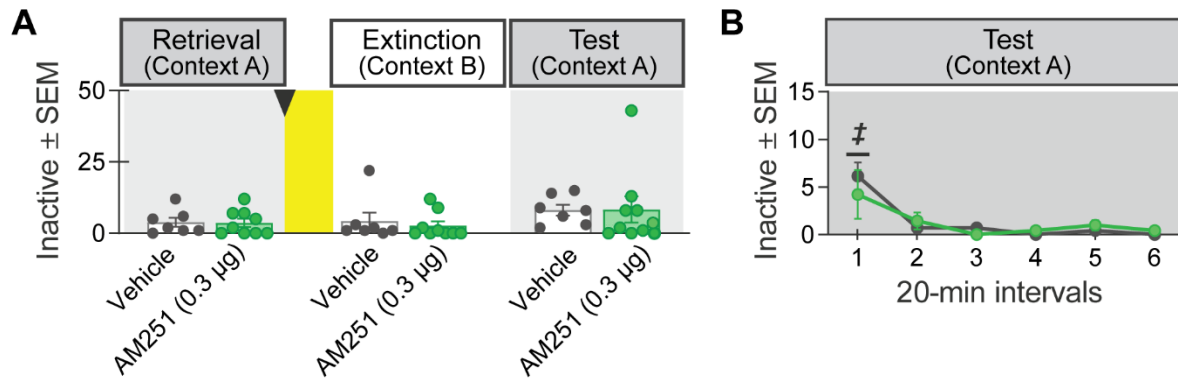 A
Retrieval
(Context A)
Extinction
(Context B)
Test
(Context A)
Inactive ± SEM
50
25
0
Vehicle
AM251 (0.3 µg)
Vehicle
AM251 (0.3 µg)
Vehicle
AM251 (0.3 µg)
B
Test
(Context A)
Inactive ± SEM
15
10
5
0
‡
1 2 3 4 5 6
20-min intervals